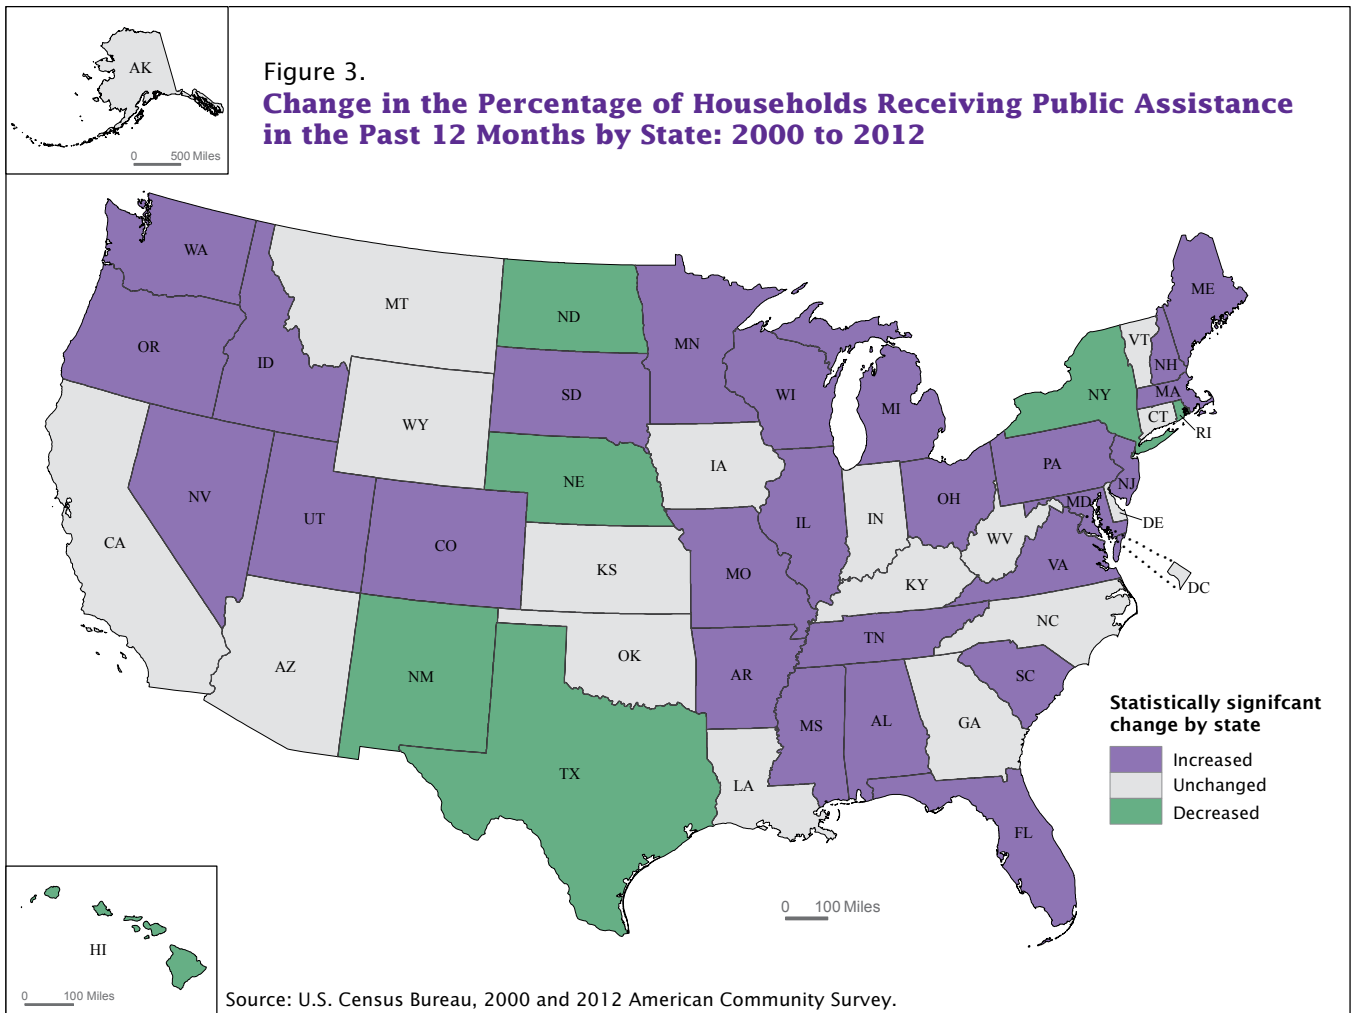 AK
0 500 Miles
Figure 3.
Change in the Percentage of Households Receiving Public Assistance
in the Past 12 Months by State: 2000 to 2012
WA
MT
ND
MN
ME
OR
ID
SD
WI
MI
NY
VT
NH
MA
CT
RI
WY
IA
NE
PA
NJ
NV
UT
CO
IL
IN
OH
MD
DE
CA
KS
MO
WV
KY
VA
DC
AZ
NM
OK
AR
TN
NC
SC
MS
AL
GA
TX
LA
FL
Statistically signifcant
change by state
Increased
Unchanged
Decreased
0 100 Miles
HI
0 100 Miles
Source: U.S. Census Bureau, 2000 and 2012 American Community Survey.